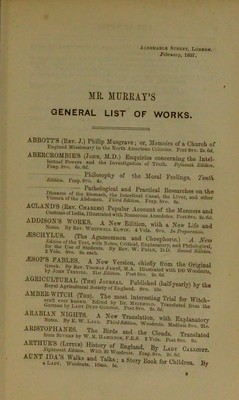 ALBEMARLE STREET, LONDON.
February, 1857.
MR. MURRAY'S
GENERAL LIST OF WORKS.
ABBOTT'S (REV. J.) Philip Musgrave; or, Memoirs of a Church of
England Missionary in the North American Colonies. Post 8vo. 2s. 6d.
ABERCROMBIE'S (JOHN, M.D.) Enquiries concerning the Intel-
lectual Powers and the Investigation of Truth. Fifteenth Edition.
Fcap. 8vo. 6s. 6d.
Philosophy of the Moral Feelings. Tenth
Edition. Fcap. 8vo. 4s.
Pathological and Practical Researches on the
Diseases of the Stomach, the Intestinal Canal, the Liver, and other
Viscera of the Abdomen. Third Edition. Fcap. 8vo. 6s.
ACLAND'S (REV. CHARLES) Popular Account of the Manners and
Customs of India, Illustrated with Numerous Anecdotes. Post 8vo. 2s. 6d.
ADDISON'S WORKS. A New Edition, with a New Life and
Notes. By REV. WHITWELL ELWIN. 4 Vols. 8vo. In Preparation.
ÆSCHYLUS. (The Agamemnon and Choephoræ.) A New
Edition of the Text, with Notes, Critical, Explanatory, and Philological,
for the Use of Students. By REV. W. PEILE, D.D. Second Edition.
2 Vols. 8vo. 9s. each.
ÆSOP'S FABLES. A New Version, chiefly from the Original
Greek. By REV. THOMAS JAMES, M.A. Illustrated with 100 Woodcuts,
by JOHN TENNIEL. 21st Edition. Post 8vo. 2s. 6d.
AGRICULTURAL (THE) JOURNAL. Published (half-yearly) by the
Royal Agricultural Society of England. 8vo. 10s.
AMBER-WITCH (THE). The most interesting Trial for Witch-
craft ever known. Edited by DR. MEINHOLD. Translated from the
German by LADY DUFF GORDON. Post 8vo. 2s. 6d.
ARABIAN NIGHTS. A New Translation, with Explanatory
Notes. By E. W. LANE. Third Edition. Woodcuts. Medium 8vo. 21s.
ARISTOPHANES. The Birds and the Clouds. Translated
from SUVERN by W. R. HAMILTON, F.R.S. 2 Vols. Post 8vo. 9s.
ARTHUR'S (LITTLE) History of England. By LADY CALLCOTT.
Eighteenth Edition. With 20 Woodcuts. Fcap. 8vo. 2s. 6d.
AUNT IDA'S Walks and Talks; a Story Book for Children. By
a LADY. Woodcuts. 16mo. 5s.